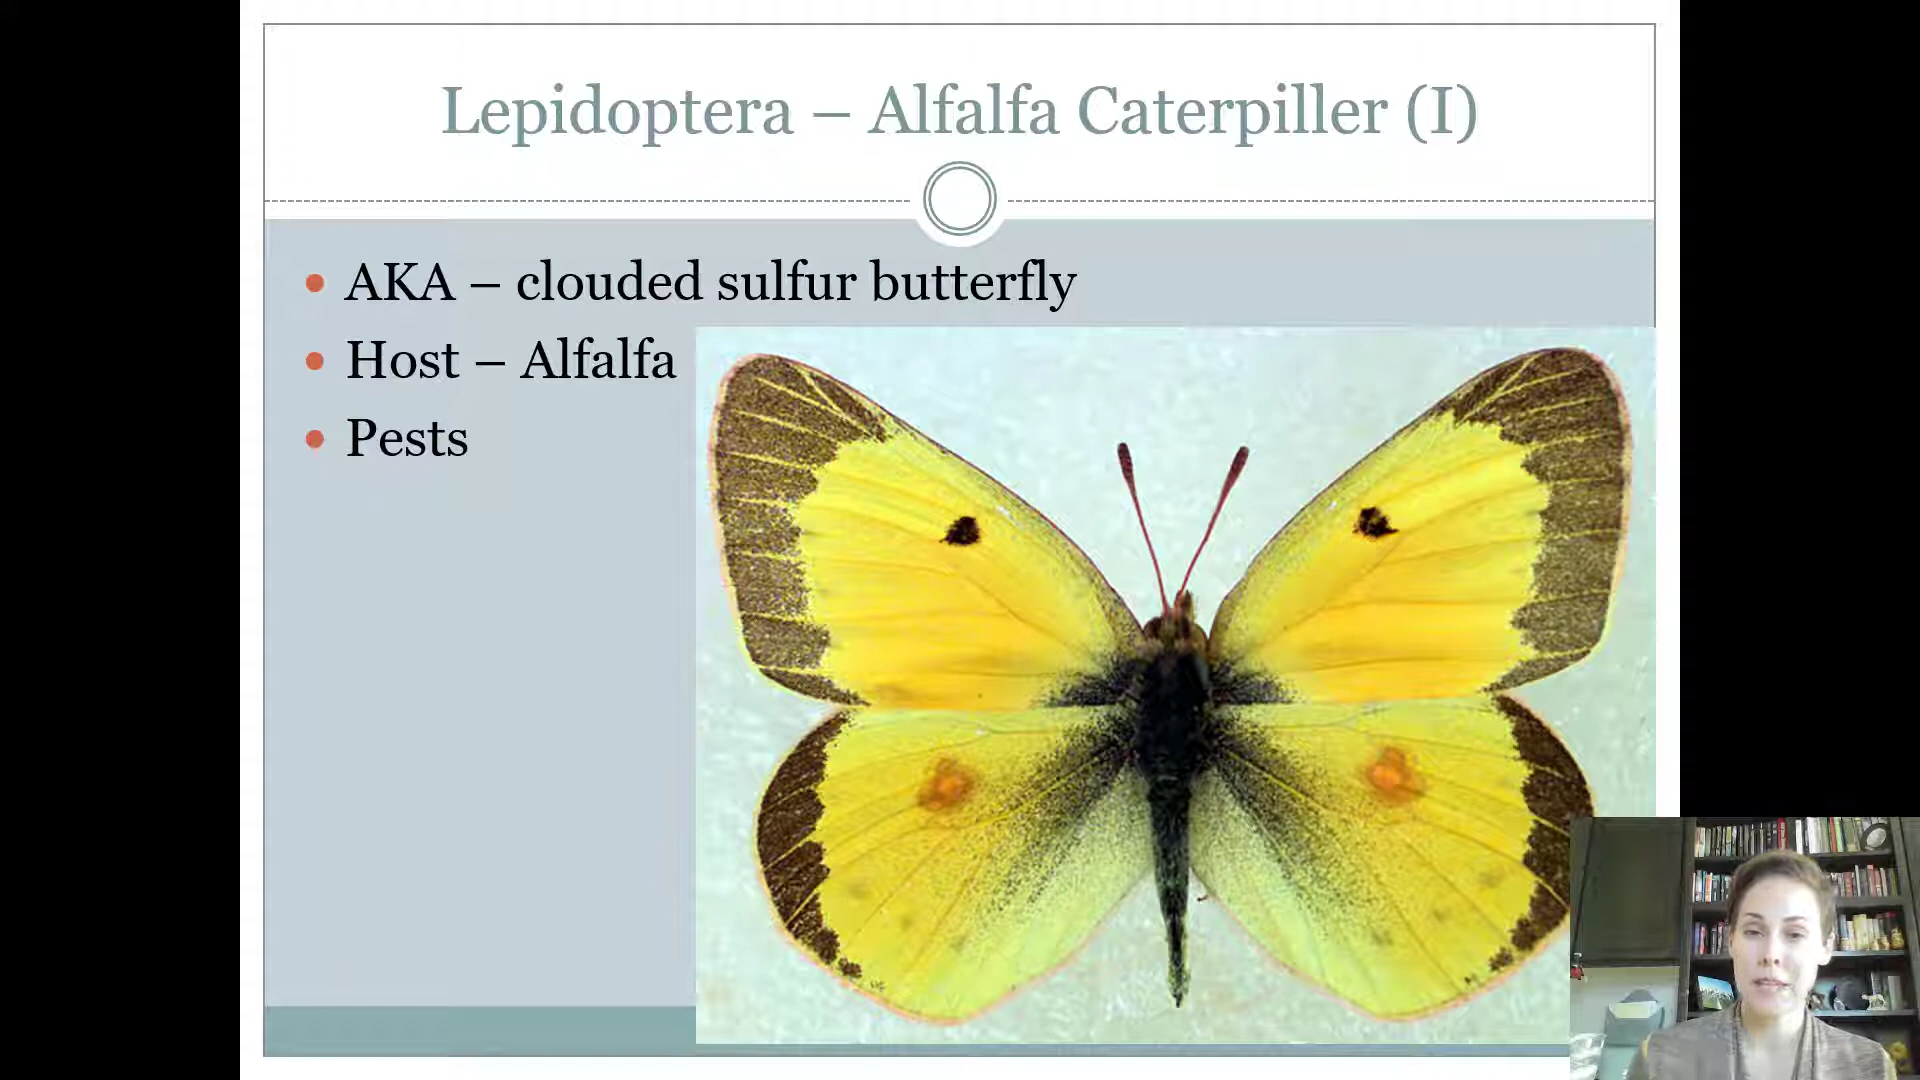 Lepidoptera – Alfalfa Caterpiller (I)
AKA – clouded sulfur butterfly
Host – Alfalfa
Pests